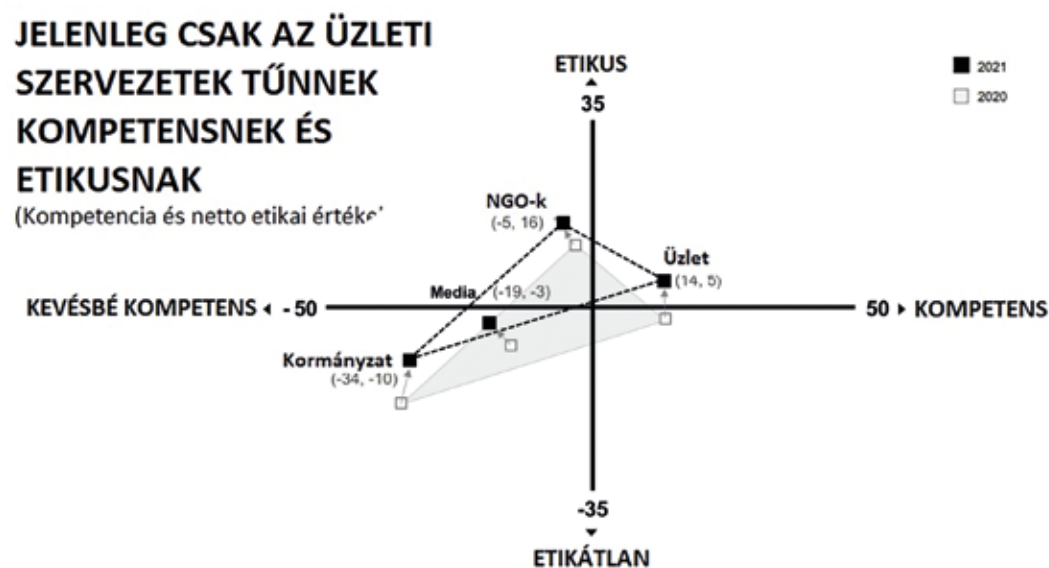 JELENLEG CSAK AZ ÜZLETI
SZERVEZETEK TŰNNEK
KOMPETENSNEK ÉS
ETIKUSNAK
(Kompetencia és netto etikai értéke
ETIKUS
35
2021
2020
NGO-k
(-5, 16)
Üzlet
(14, 5)
Media
(-19, -3)
KEVÉSBÉ KOMPETENS
- 50
50
KOMPETENS
Kormányzat
(-34, -10)
-35
ETIKÁTLAN